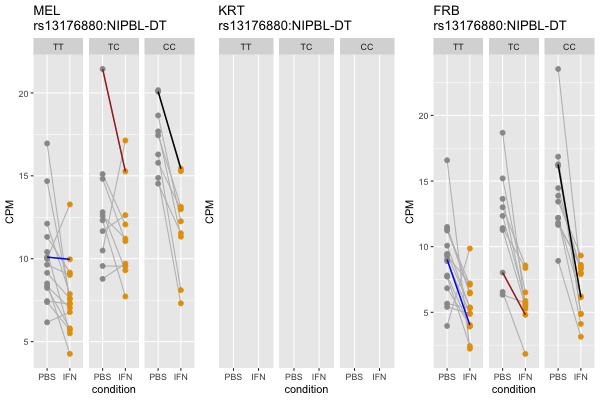 MEL
rs13176880:NIPBL-DT
TT TC CC
CPM
20
15
10
5
PBS IFN PBS IFN PBS IFN
condition
KRT
rs13176880:NIPBL-DT
TT TC CC
CPM
PBS IFN PBS IFN PBS IFN
condition
FRB
rs13176880:NIPBL-DT
TT TC CC
CPM
20
15
10
5
PBS IFN PBS IFN PBS IFN
condition